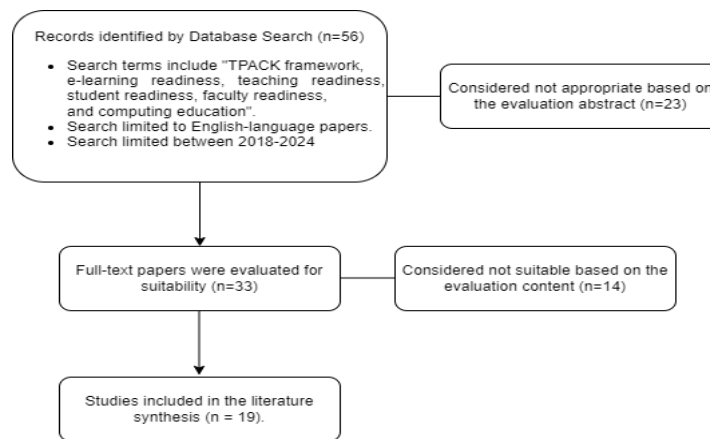 Records identified by Database Search (n=56)
• Search terms include "TPACK framework,
e-learning readiness, teaching readiness,
student readiness, faculty readiness,
and computing education".
• Search limited to English-language papers.
• Search limited between 2018-2024
Considered not appropriate based on
the evaluation abstract (n=23)
Full-text papers were evaluated for
suitability (n=33)
Considered not suitable based on the
evaluation content (n=14)
Studies included in the literature
synthesis (n = 19).